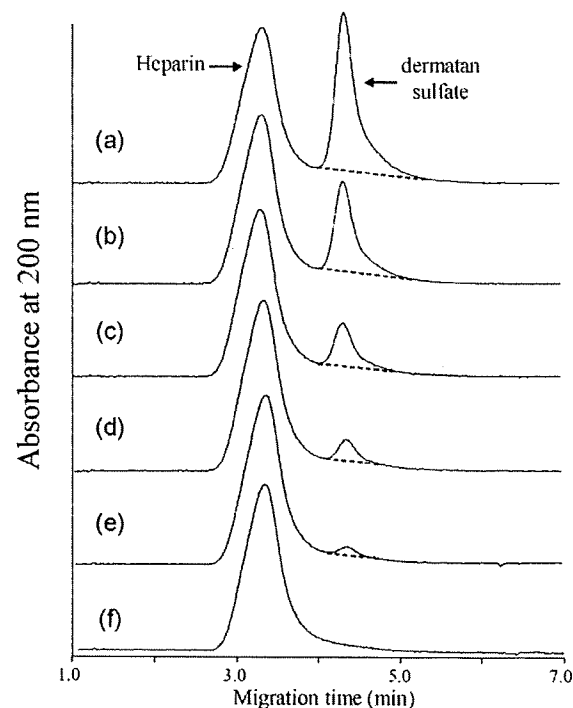 Heparin
dermatan
sulfate
(a)
(b)
(c)
(d)
(e)
(f)
Absorbance at 200 nm
1.0
3.0
5.0
7.0
Migration time (min)